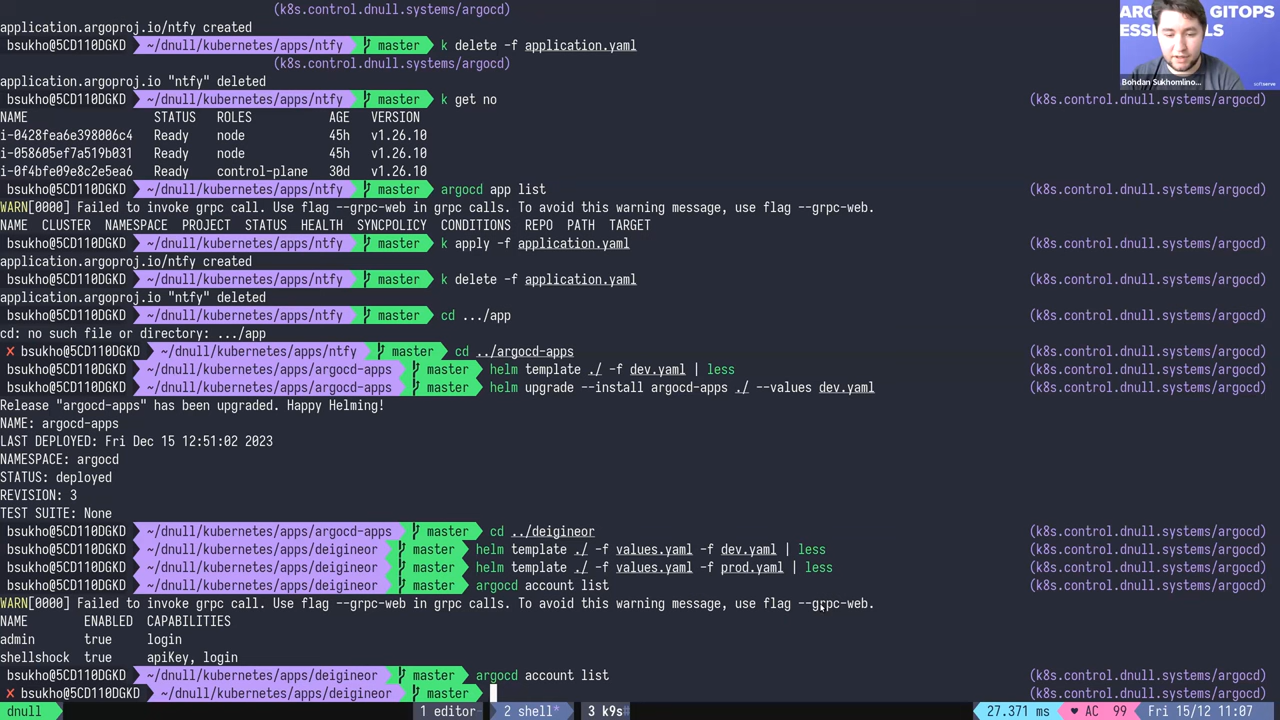 (k8s.control.dnull.systems/argocd)
application.argoproj.io/ntfy created
bsukho@5CD110DGKD ~/dnull/kubernetes/apps/ntfy master k delete -f application.yaml
(k8s.control.dnull.systems/argocd)
application.argoproj.io "ntfy" deleted
bsukho@5CD110DGKD ~/dnull/kubernetes/apps/ntfy master k get no (k8s.control.dnull.systems/argocd)
NAME STATUS ROLES AGE VERSION
i-0428fea6e398006c4 Ready node 45h v1.26.10
i-058605ef7a519b031 Ready node 45h v1.26.10
i-0f4bfe09e8c2e5ea6 Ready control-plane 30d v1.26.10
bsukho@5CD110DGKD ~/dnull/kubernetes/apps/ntfy master argocd app list (k8s.control.dnull.systems/argocd)
WARN[0000] Failed to invoke grpc call. Use flag --grpc-web in grpc calls. To avoid this warning message, use flag --grpc-web.
NAME CLUSTER NAMESPACE PROJECT STATUS HEALTH SYNCPOLICY CONDITIONS REPO PATH TARGET
bsukho@5CD110DGKD ~/dnull/kubernetes/apps/ntfy master k apply -f application.yaml (k8s.control.dnull.systems/argocd)
application.argoproj.io/ntfy created
bsukho@5CD110DGKD ~/dnull/kubernetes/apps/ntfy master k delete -f application.yaml (k8s.control.dnull.systems/argocd)
application.argoproj.io "ntfy" deleted
bsukho@5CD110DGKD ~/dnull/kubernetes/apps/ntfy master cd .../app (k8s.control.dnull.systems/argocd)
cd: no such file or directory: .../app
✗ bsukho@5CD110DGKD ~/dnull/kubernetes/apps/ntfy master cd ../argocd-apps (k8s.control.dnull.systems/argocd)
bsukho@5CD110DGKD ~/dnull/kubernetes/apps/argocd-apps master helm template ./ -f dev.yaml | less (k8s.control.dnull.systems/argocd)
bsukho@5CD110DGKD ~/dnull/kubernetes/apps/argocd-apps master helm upgrade --install argocd-apps ./ --values dev.yaml (k8s.control.dnull.systems/argocd)
Release "argocd-apps" has been upgraded. Happy Helming!
NAME: argocd-apps
LAST DEPLOYED: Fri Dec 15 12:51:02 2023
NAMESPACE: argocd
STATUS: deployed
REVISION: 3
TEST SUITE: None
bsukho@5CD110DGKD ~/dnull/kubernetes/apps/argocd-apps master cd ../deigineor (k8s.control.dnull.systems/argocd)
bsukho@5CD110DGKD ~/dnull/kubernetes/apps/deigineor master helm template ./ -f values.yaml -f dev.yaml | less (k8s.control.dnull.systems/argocd)
bsukho@5CD110DGKD ~/dnull/kubernetes/apps/deigineor master helm template ./ -f values.yaml -f prod.yaml | less (k8s.control.dnull.systems/argocd)
bsukho@5CD110DGKD ~/dnull/kubernetes/apps/deigineor master argocd account list (k8s.control.dnull.systems/argocd)
WARN[0000] Failed to invoke grpc call. Use flag --grpc-web in grpc calls. To avoid this warning message, use flag --grpc-web.
NAME ENABLED CAPABILITIES
admin true login
shellshock true apiKey, login
bsukho@5CD110DGKD ~/dnull/kubernetes/apps/deigineor master argocd account list (k8s.control.dnull.systems/argocd)
✗ bsukho@5CD110DGKD ~/dnull/kubernetes/apps/deigineor master (k8s.control.dnull.systems/argocd)
dnull 1 editor 2 shell* 3 k9s# 27.371 ms ♥ AC 99 Fri 15/12 11:07
GITOPS
Bohdan Sukhomlino...
softserve